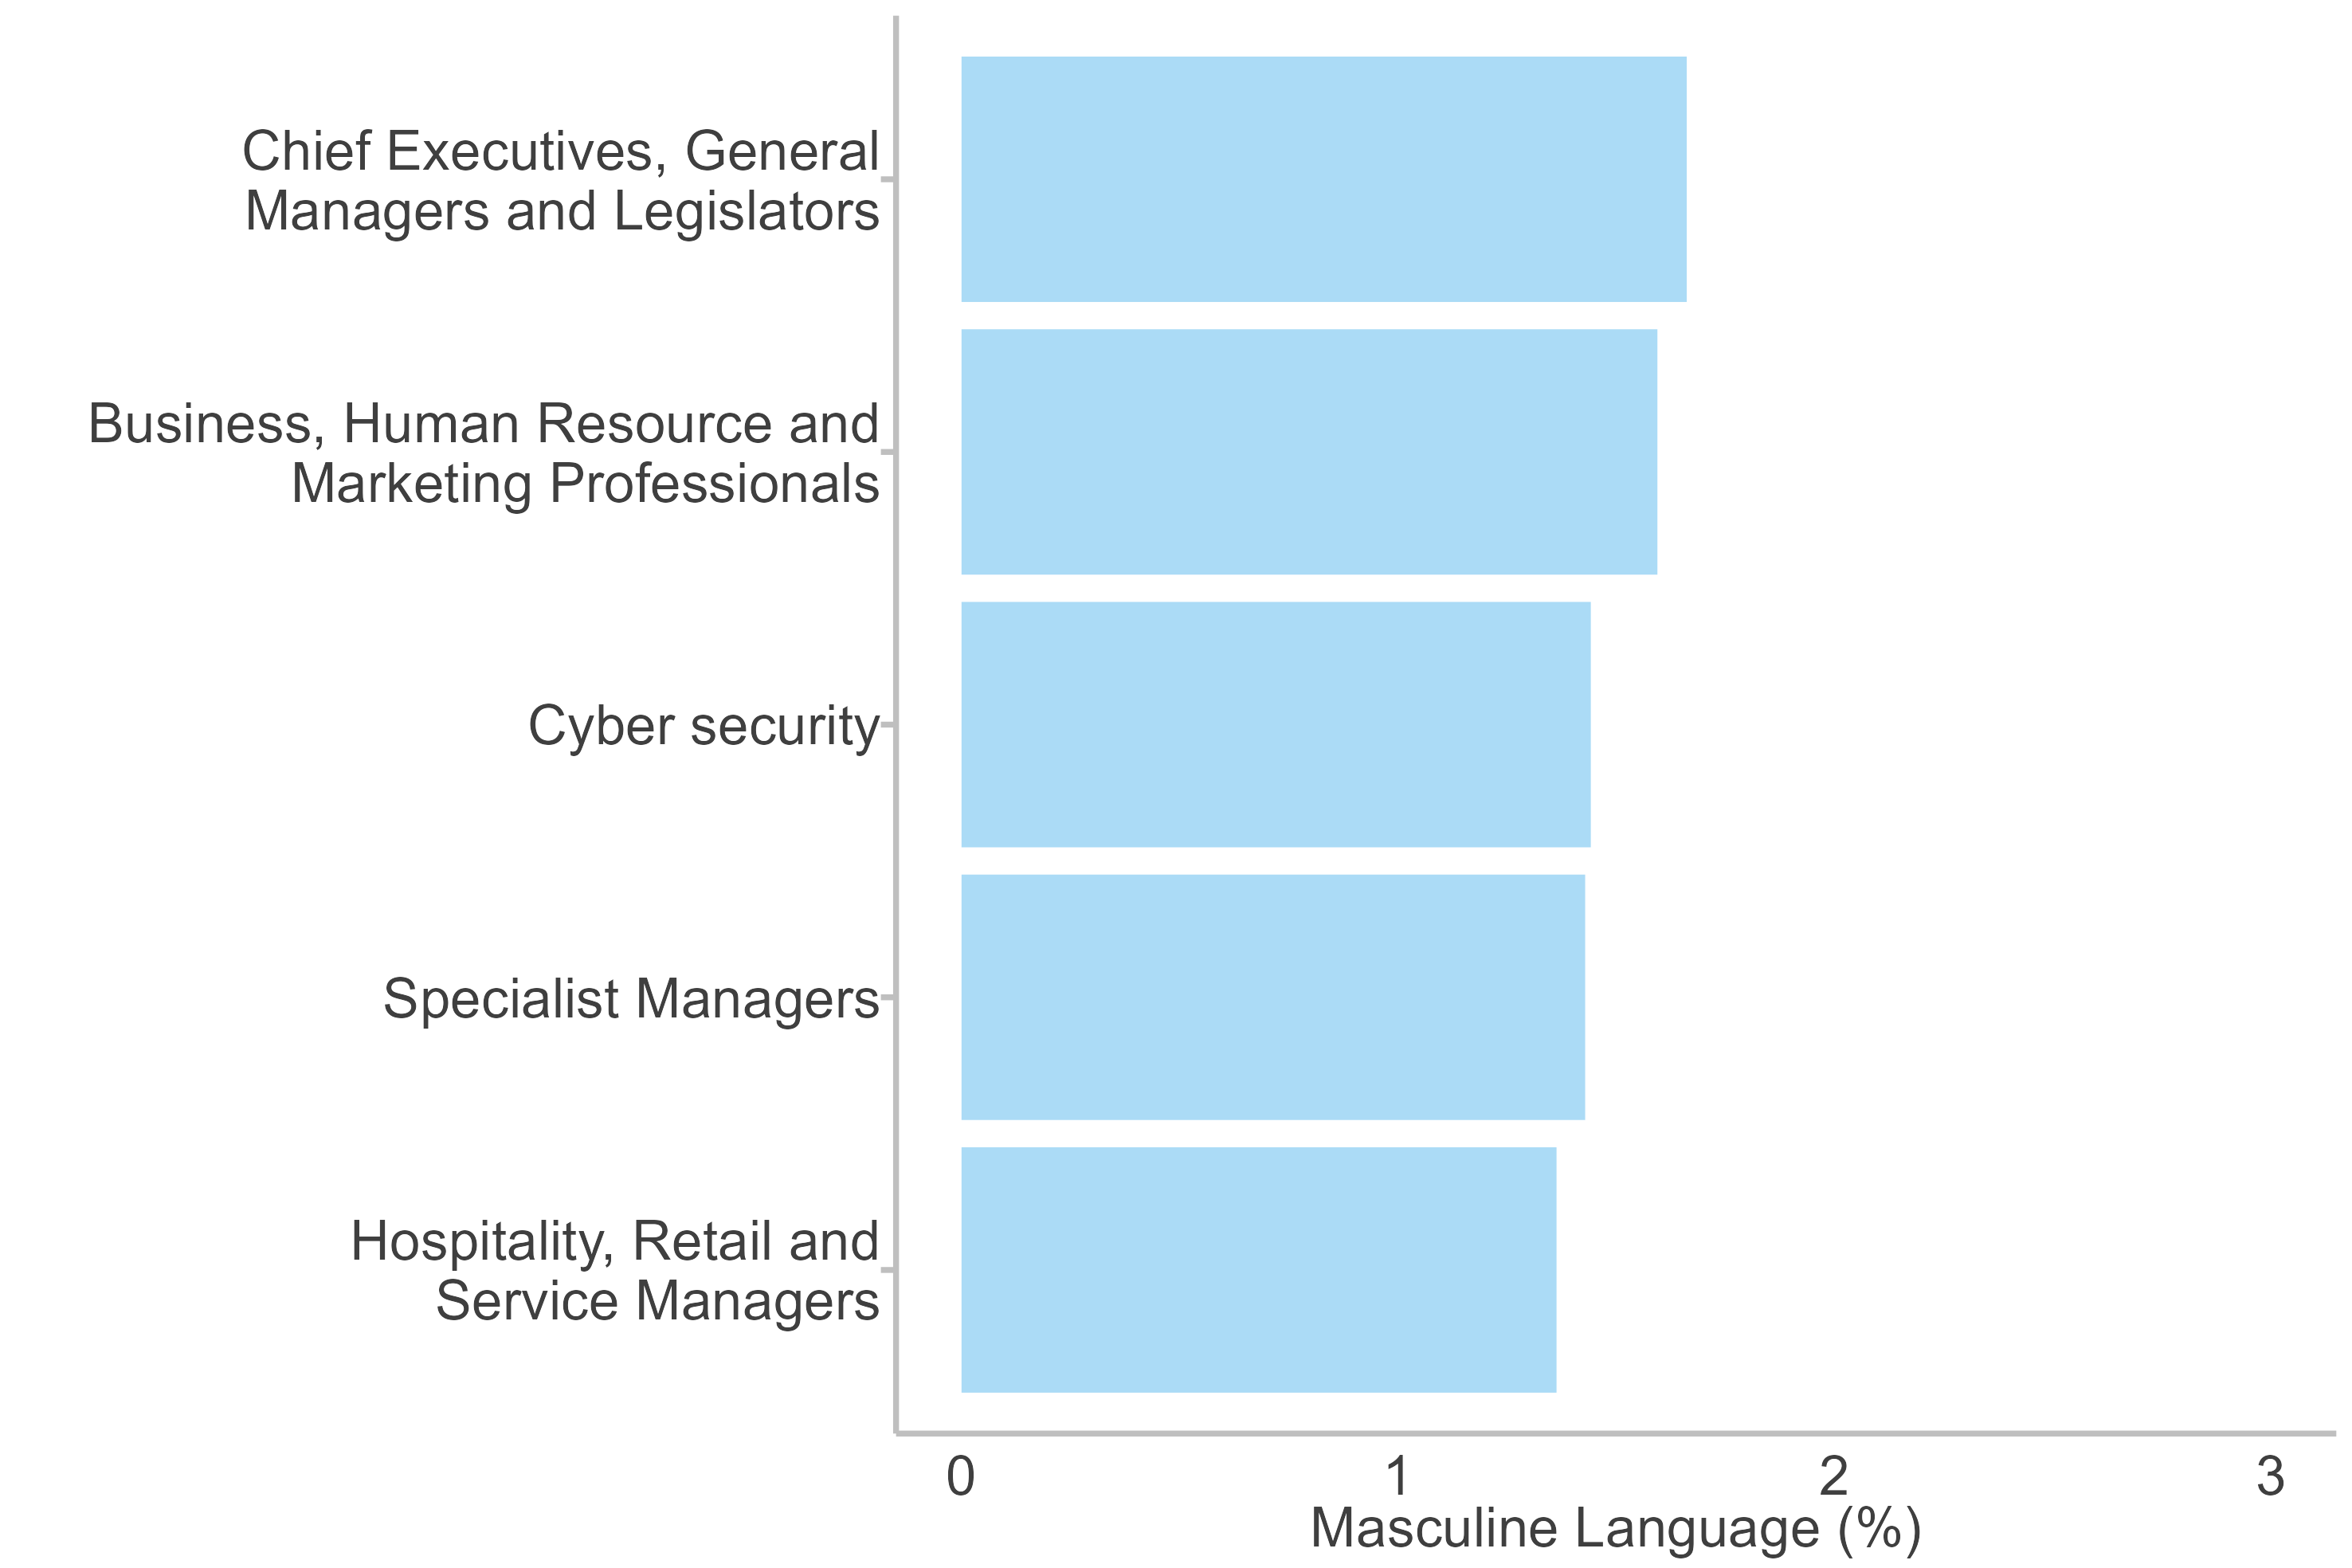 Chief Executives, General
Managers and Legislators
Business, Human Resource and
Marketing Professionals
Cyber security
Specialist Managers
Hospitality, Retail and
Service Managers
0 1 2 3
Masculine Language (%)